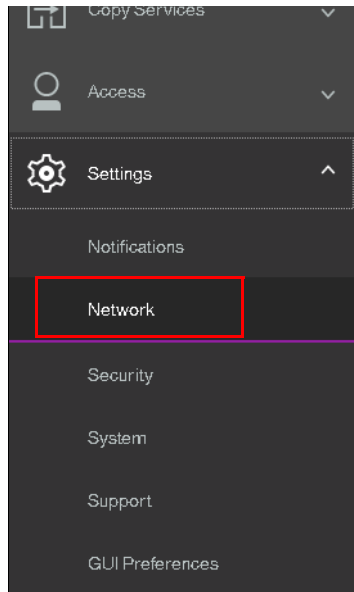 Copy Services
Access
Settings
Notifications
Network
Security
System
Support
GUI Preferences